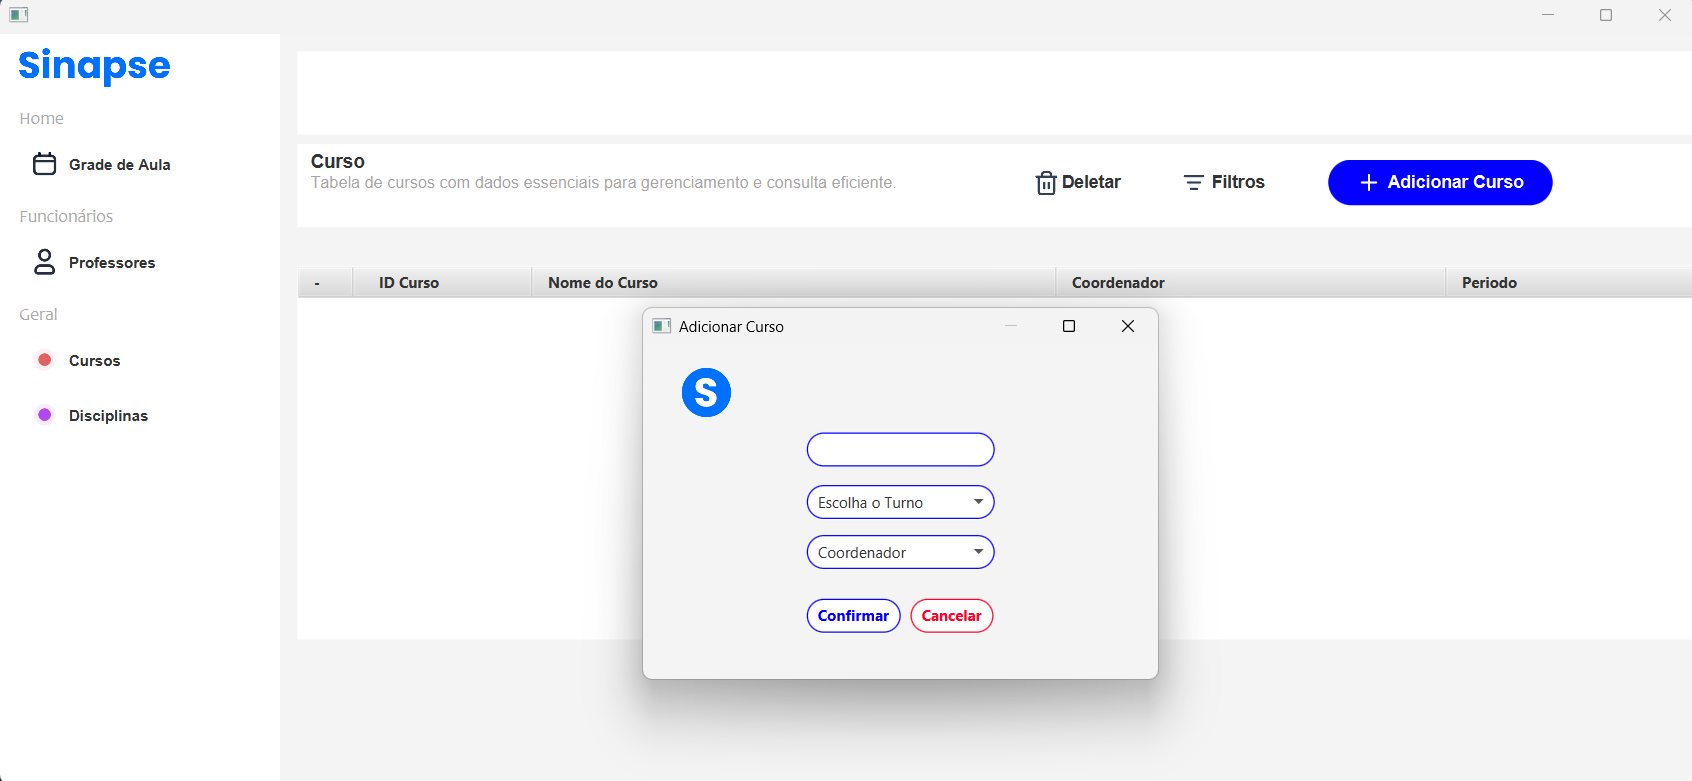 Sinapse
Home
Grade de Aula
Funcionários
Professores
Geral
Cursos
Disciplinas
Curso
Tabela de cursos com dados essenciais para gerenciamento e consulta eficiente.
Deletar
Filtros
Adicionar Curso
- ID Curso Nome do Curso Coordenador Periodo
Adicionar Curso
S
Escolha o Turno
Coordenador
Confirmar Cancelar